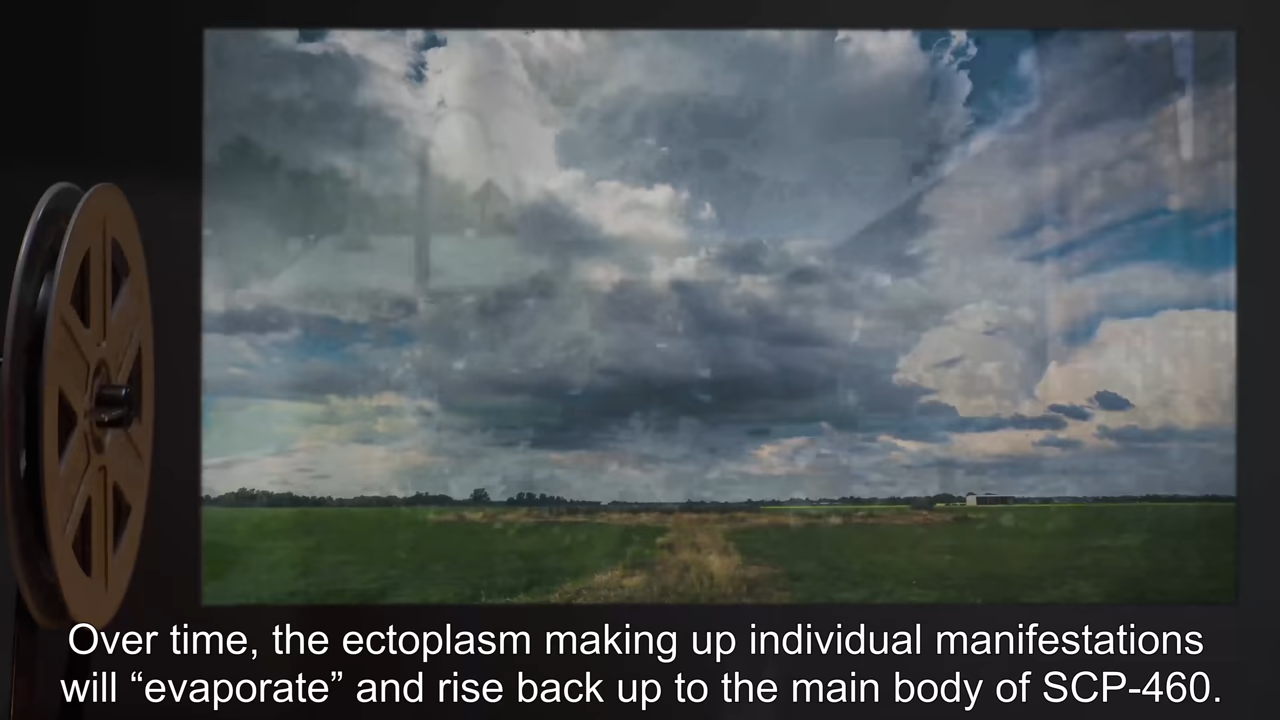 Over time, the ectoplasm making up individual manifestations
will “evaporate” and rise back up to the main body of SCP-460.